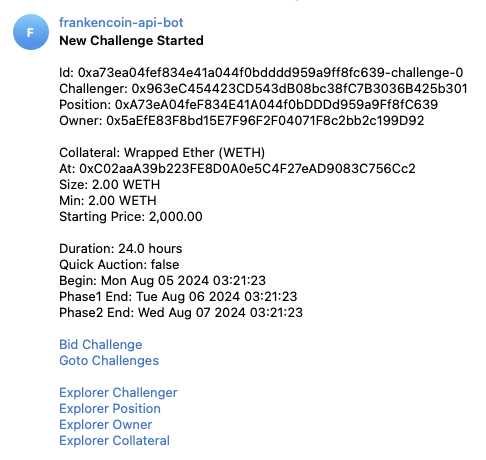 F
frankencoin-api-bot
New Challenge Started
Id: 0xa73ea04fef834e41a044f0bdddd959a9ff8fc639-challenge-0
Challenger: 0x963eC454423CD543dB08bc38fC7B3036B425b301
Position: 0xA73eA04feF834E41A044f0bDDDd959a9Ff8fC639
Owner: 0x5aEfE83F8bd15E7F96F2F04071F8c2bb2c199D92
Collateral: Wrapped Ether (WETH)
At: 0xC02aaA39b223FE8D0A0e5C4F27eAD9083C756Cc2
Size: 2.00 WETH
Min: 2.00 WETH
Starting Price: 2,000.00
Duration: 24.0 hours
Quick Auction: false
Begin: Mon Aug 05 2024 03:21:23
Phase1 End: Tue Aug 06 2024 03:21:23
Phase2 End: Wed Aug 07 2024 03:21:23
Bid Challenge
Goto Challenges
Explorer Challenger
Explorer Position
Explorer Owner
Explorer Collateral